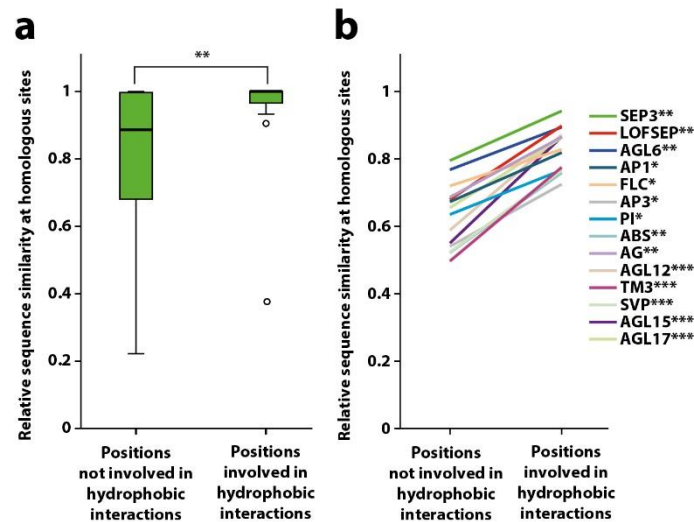 a
Relative sequence similarity at homologous sites
1
0.8
0.6
0.4
0.2
0
**
Positions
not involved in
hydrophobic
interactions
Positions
involved in
hydrophobic
interactions
b
Relative sequence similarity at homologous sites
1
0.8
0.6
0.4
0.2
0
Positions
not involved in
hydrophobic
interactions
Positions
involved in
hydrophobic
interactions
SEP3**
LOFSEP**
AGL6**
AP1*
FLC*
AP3*
PI*
ABS**
AG**
AGL12***
TM3***
SVP***
AGL15***
AGL17***